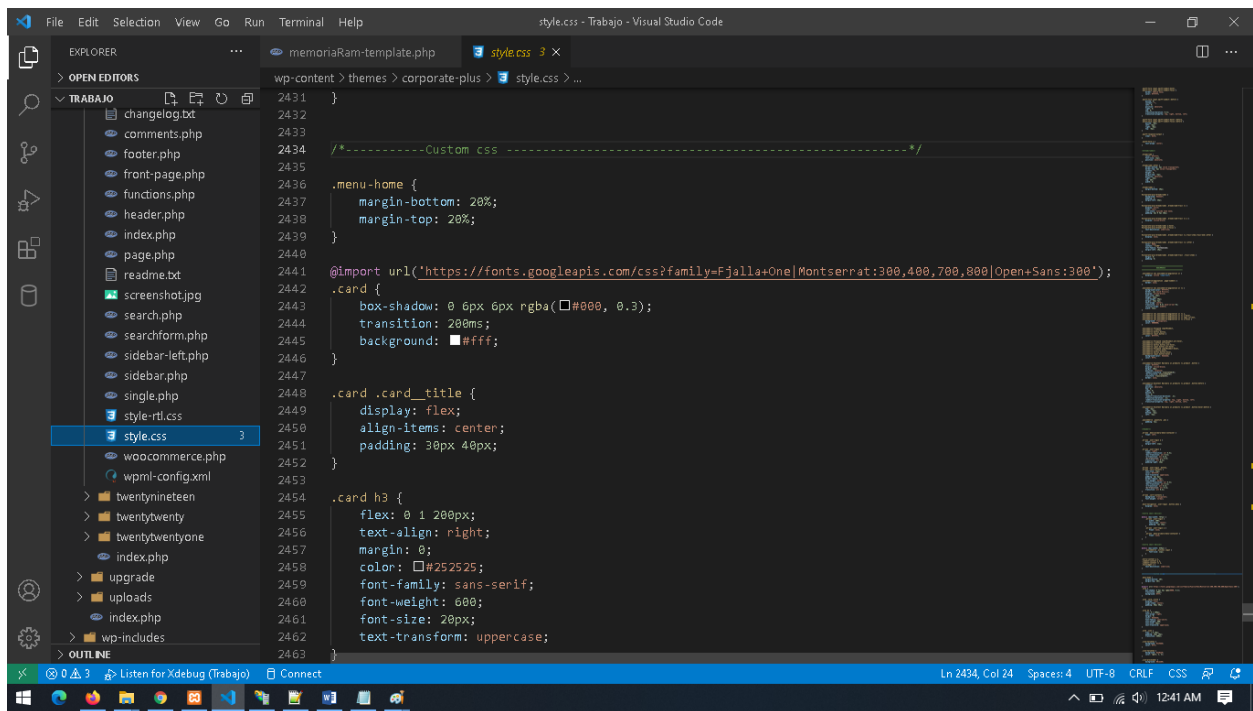 File Edit Selection View Go Run Terminal Help
style.css - Trabajo - Visual Studio Code
EXPLORER
OPEN EDITORS
TRABAJO
changelog.txt
comments.php
footer.php
front-page.php
functions.php
header.php
index.php
page.php
readme.txt
screenshot.jpg
search.php
searchform.php
sidebar-left.php
sidebar.php
single.php
style-rtl.css
style.css 3
woocommerce.php
wpml-config.xml
twentynineteen
twentytwenty
twentytwentyone
index.php
upgrade
uploads
index.php
wp-includes
OUTLINE
memoriaRam-template.php
style.css 3
wp-content > themes > corporate-plus > style.css > ...
2431 }
2432
2433
2434 /*-----------Custom css -------------------------------------------------*/
2435
2436 .menu-home {
2437 margin-bottom: 20%;
2438 margin-top: 20%;
2439 }
2440
2441 @import url('https://fonts.googleapis.com/css?family=Fjalla+One|Montserrat:300,400,700,800|Open+Sans:300');
2442 .card {
2443 box-shadow: 0 6px 6px rgba(#000, 0.3);
2444 transition: 200ms;
2445 background: #fff;
2446 }
2447
2448 .card .card__title {
2449 display: flex;
2450 align-items: center;
2451 padding: 30px 40px;
2452 }
2453
2454 .card h3 {
2455 flex: 0 1 200px;
2456 text-align: right;
2457 margin: 0;
2458 color: #252525;
2459 font-family: sans-serif;
2460 font-weight: 600;
2461 font-size: 20px;
2462 text-transform: uppercase;
2463 }
0 3 Listen for Xdebug (Trabajo) Connect
Ln 2434, Col 24 Spaces: 4 UTF-8 CRLF CSS
12:41 AM